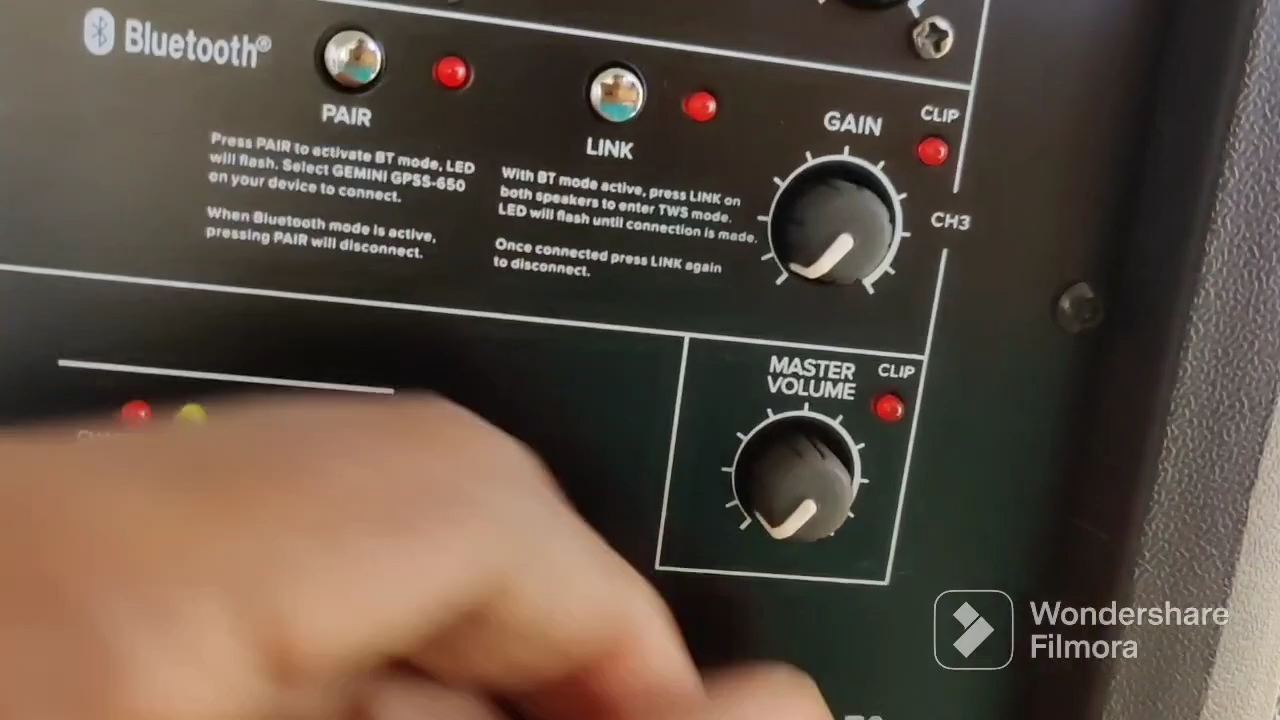 Bluetooth®
PAIR
Press PAIR to activate BT mode, LED
will flash. Select GEMINI GPSS-650
on your device to connect.
When Bluetooth mode is active,
pressing PAIR will disconnect.
LINK
With BT mode active, press LINK on
both speakers to enter TWS mode.
LED will flash until connection is made.
Once connected press LINK again
to disconnect.
GAIN
CLIP
CH3
MASTER
VOLUME
CLIP
Wondershare
Filmora